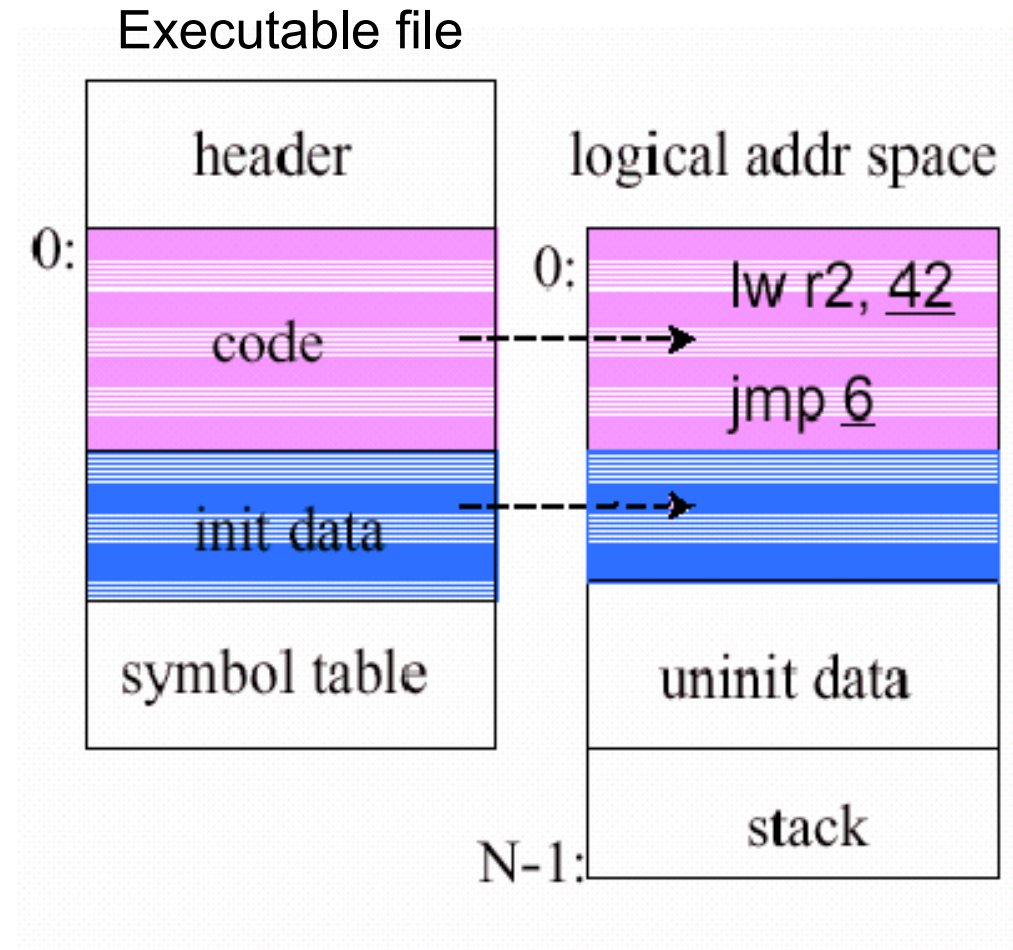 Executable file
header
logical addr space
0:
0:
lw r2, 42
code
jmp 6
init data
symbol table
uninit data
stack
N-1: